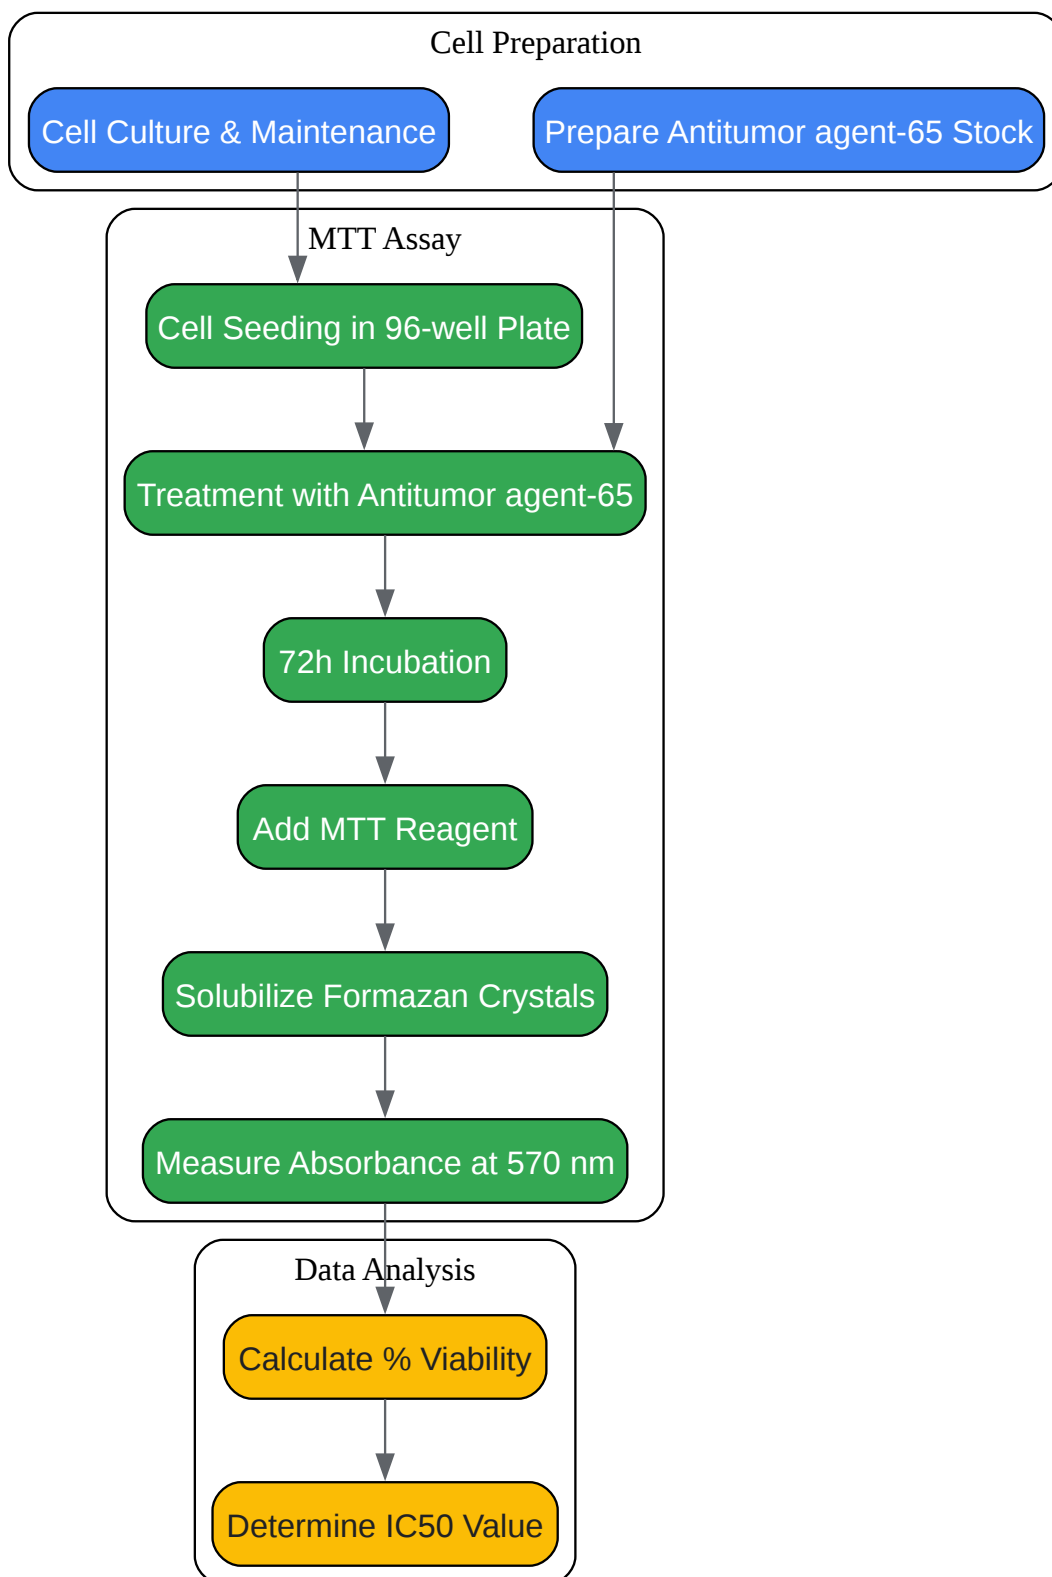 Cell Preparation
Cell Culture & Maintenance
Prepare Antitumor agent-65 Stock
MTT Assay
Cell Seeding in 96-well Plate
Treatment with Antitumor agent-65
72h Incubation
Add MTT Reagent
Solubilize Formazan Crystals
Measure Absorbance at 570 nm
Data Analysis
Calculate % Viability
Determine IC50 Value